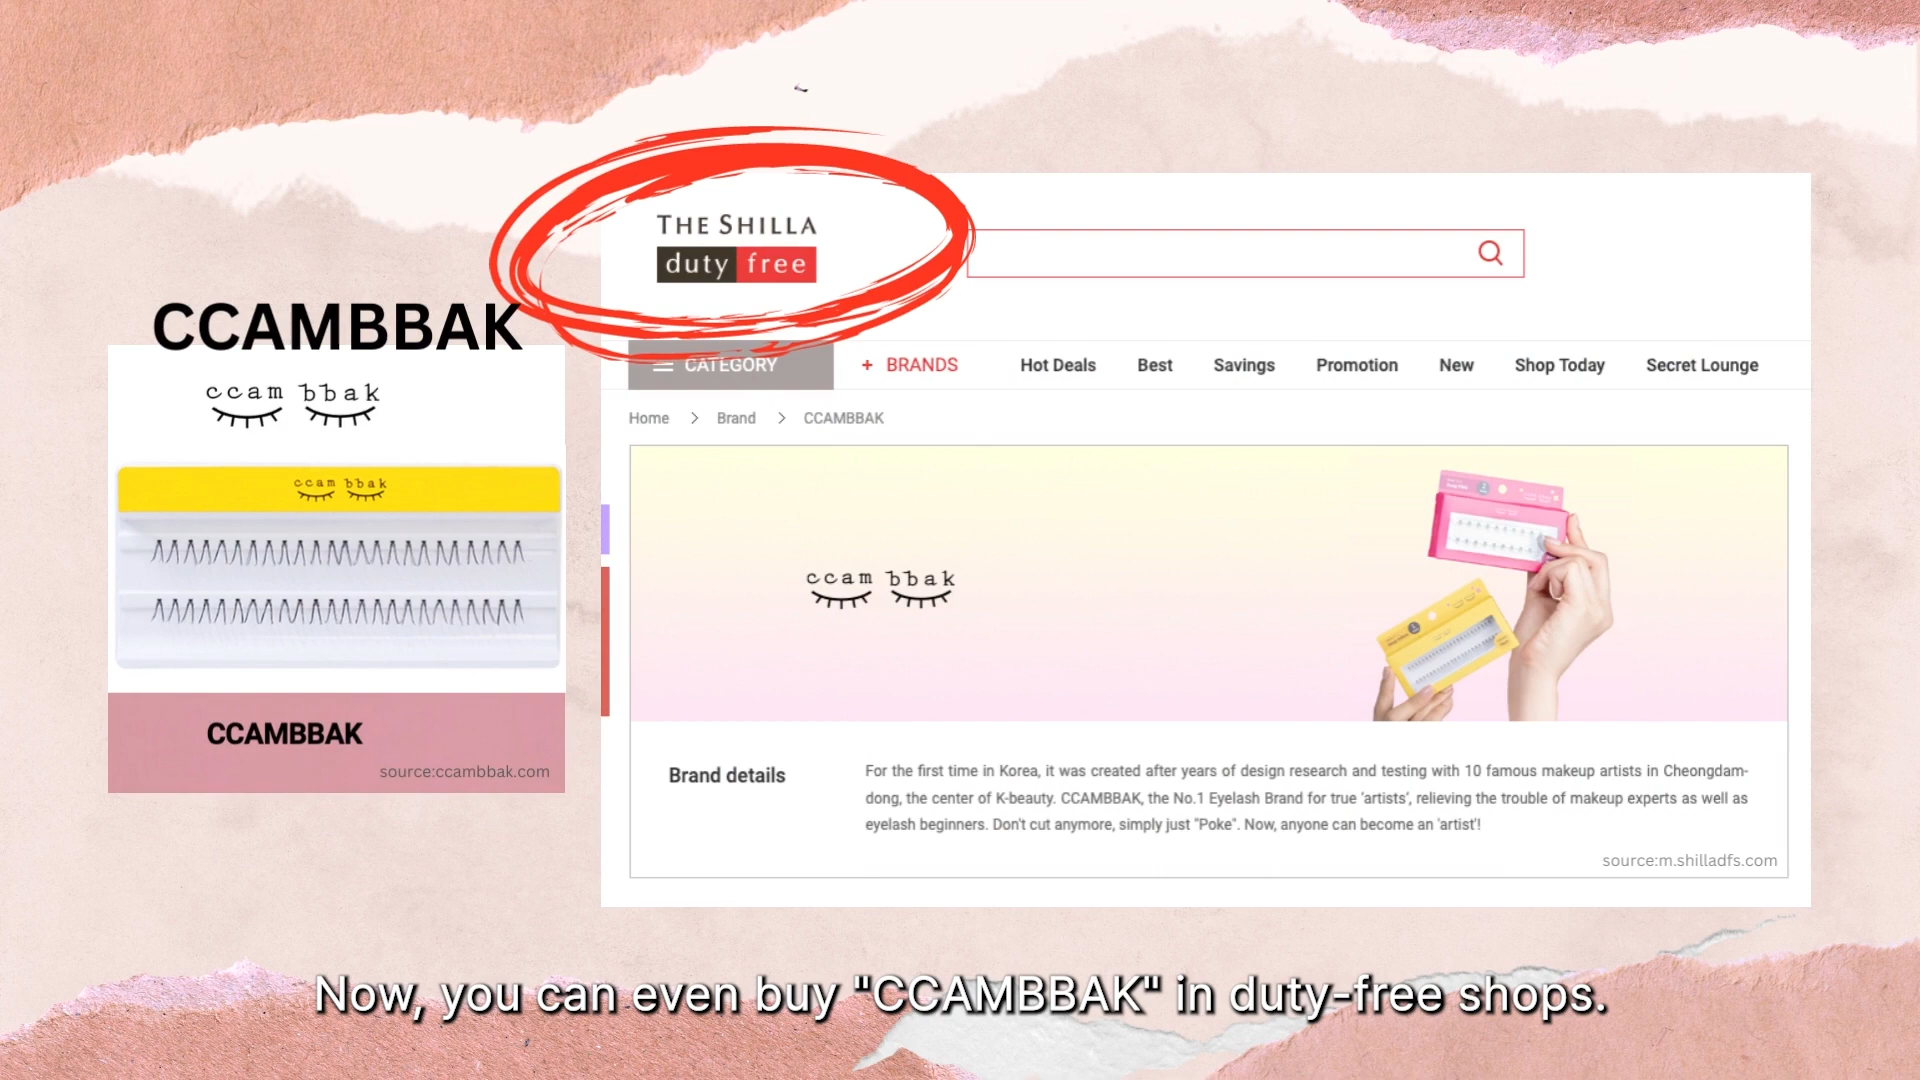 CCAMBBAK
ccam bbak
ccam bbak
CCAMBBAK
source:ccambbak.com
THE SHILLA
duty free
CATEGORY
+ BRANDS
Hot Deals
Best
Savings
Promotion
New
Shop Today
Secret Lounge
Home > Brand > CCAMBBAK
ccam bbak
Brand details
For the first time in Korea, it was created after years of design research and testing with 10 famous makeup artists in Cheongdam-
dong, the center of K-beauty. CCAMBBAK, the No.1 Eyelash Brand for true 'artists', relieving the trouble of makeup experts as well as
eyelash beginners. Don't cut anymore, simply just "Poke". Now, anyone can become an 'artist'!
source:m.shilladfs.com
Now, you can even buy "CCAMBBAK" in duty-free shops.